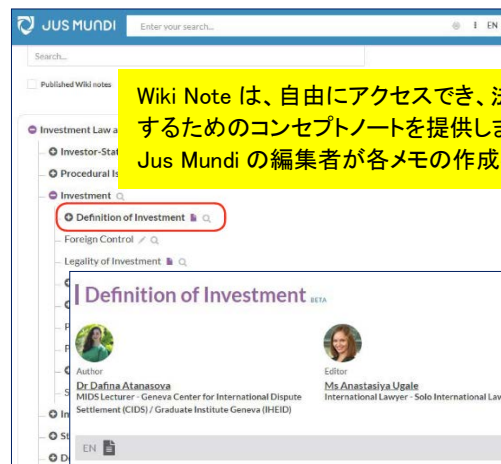 JUS MUNDI
Enter your search...
EN
Search...
Published Wiki notes
Wiki Note は、自由にアクセスでき、
するためのコンセプトノートを提供しま
Jus Mundi の編集者が各メモの作成
Investment Law a
Investor-Stat
Procedural Is
Investment
Definition of Investment
Foreign Control
Legality of Investment
Definition of Investment BETA
Author
Editor
Dr Dafina Atanasova
Ms Anastasiya Ugale
MIDS Lecturer - Geneva Center for International Dispute
International Lawyer - Solo International Law
Settlement (CIDS) / Graduate Institute Geneva (IHEID)
In
St
EN
D